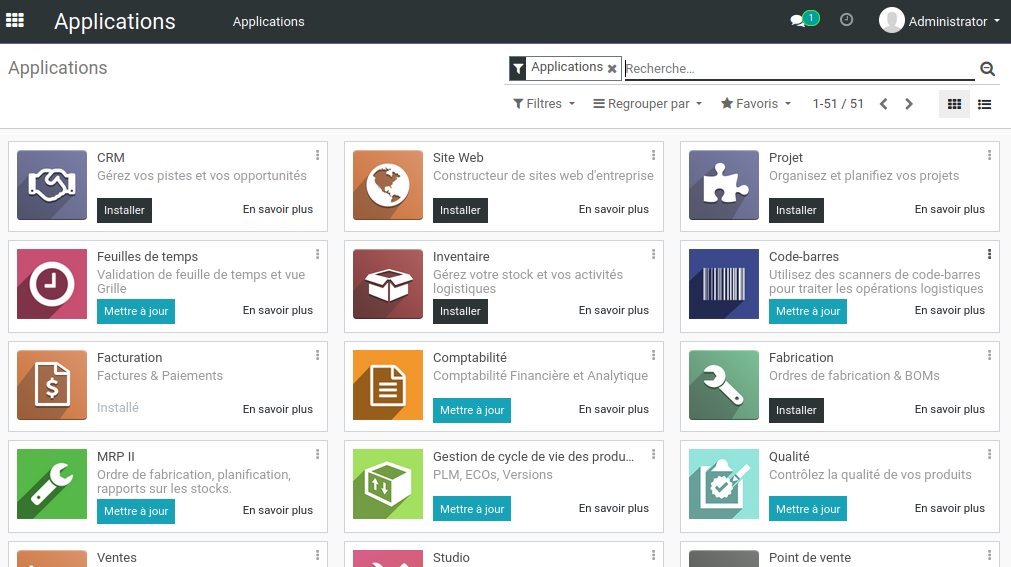 Applications
Applications
1
Administrator
Applications
Applications
Recherche...
Filtres
Regrouper par
Favoris
1-51 / 51
CRM
Gérez vos pistes et vos opportunités
Installer
En savoir plus
Site Web
Constructeur de sites web d'entreprise
Installer
En savoir plus
Projet
Organisez et planifiez vos projets
Installer
En savoir plus
Feuilles de temps
Validation de feuille de temps et vue
Grille
Mettre à jour
En savoir plus
Inventaire
Gérez votre stock et vos activités
logistiques
Installer
En savoir plus
Code-barres
Utilisez des scanners de code-barres
pour traiter les opérations logistiques
Mettre à jour
En savoir plus
Facturation
Factures & Paiements
Installé
En savoir plus
Comptabilité
Comptabilité Financière et Analytique
Mettre à jour
En savoir plus
Fabrication
Ordres de fabrication & BOMs
Installer
En savoir plus
MRP II
Ordre de fabrication, planification,
rapports sur les stocks.
Mettre à jour
En savoir plus
Gestion de cycle de vie des produ...
PLM, ECOs, Versions
Mettre à jour
En savoir plus
Qualité
Contrôlez la qualité de vos produits
Mettre à jour
En savoir plus
Ventes
Studio
Point de vente